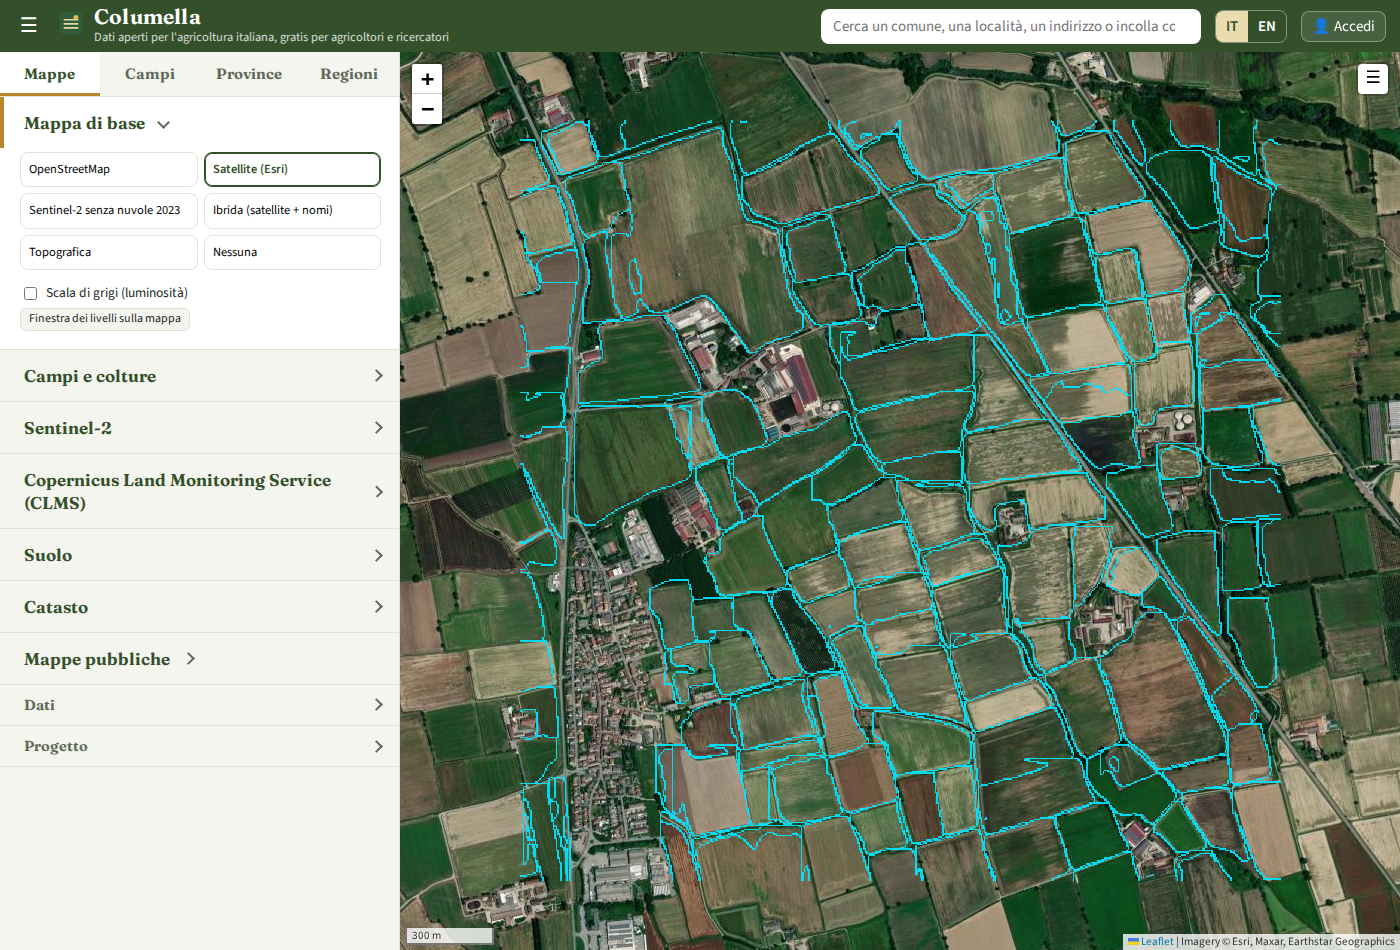 ☰
Columella
Dati aperti per l'agricoltura italiana, gratis per agricoltori e ricercatori
Cerca un comune, una località, un indirizzo o incolla co
IT EN
Accedi
Mappe Campi Province Regioni
Mappa di base
OpenStreetMap
Satellite (Esri)
Sentinel-2 senza nuvole 2023
Ibrida (satellite + nomi)
Topografica
Nessuna
Scala di grigi (luminosità)
Finestra dei livelli sulla mappa
Campi e colture
Sentinel-2
Copernicus Land Monitoring Service
(CLMS)
Suolo
Catasto
Mappe pubbliche
Dati
Progetto
+
−
☰
300 m
Leaflet | Imagery © Esri, Maxar, Earthstar Geographics